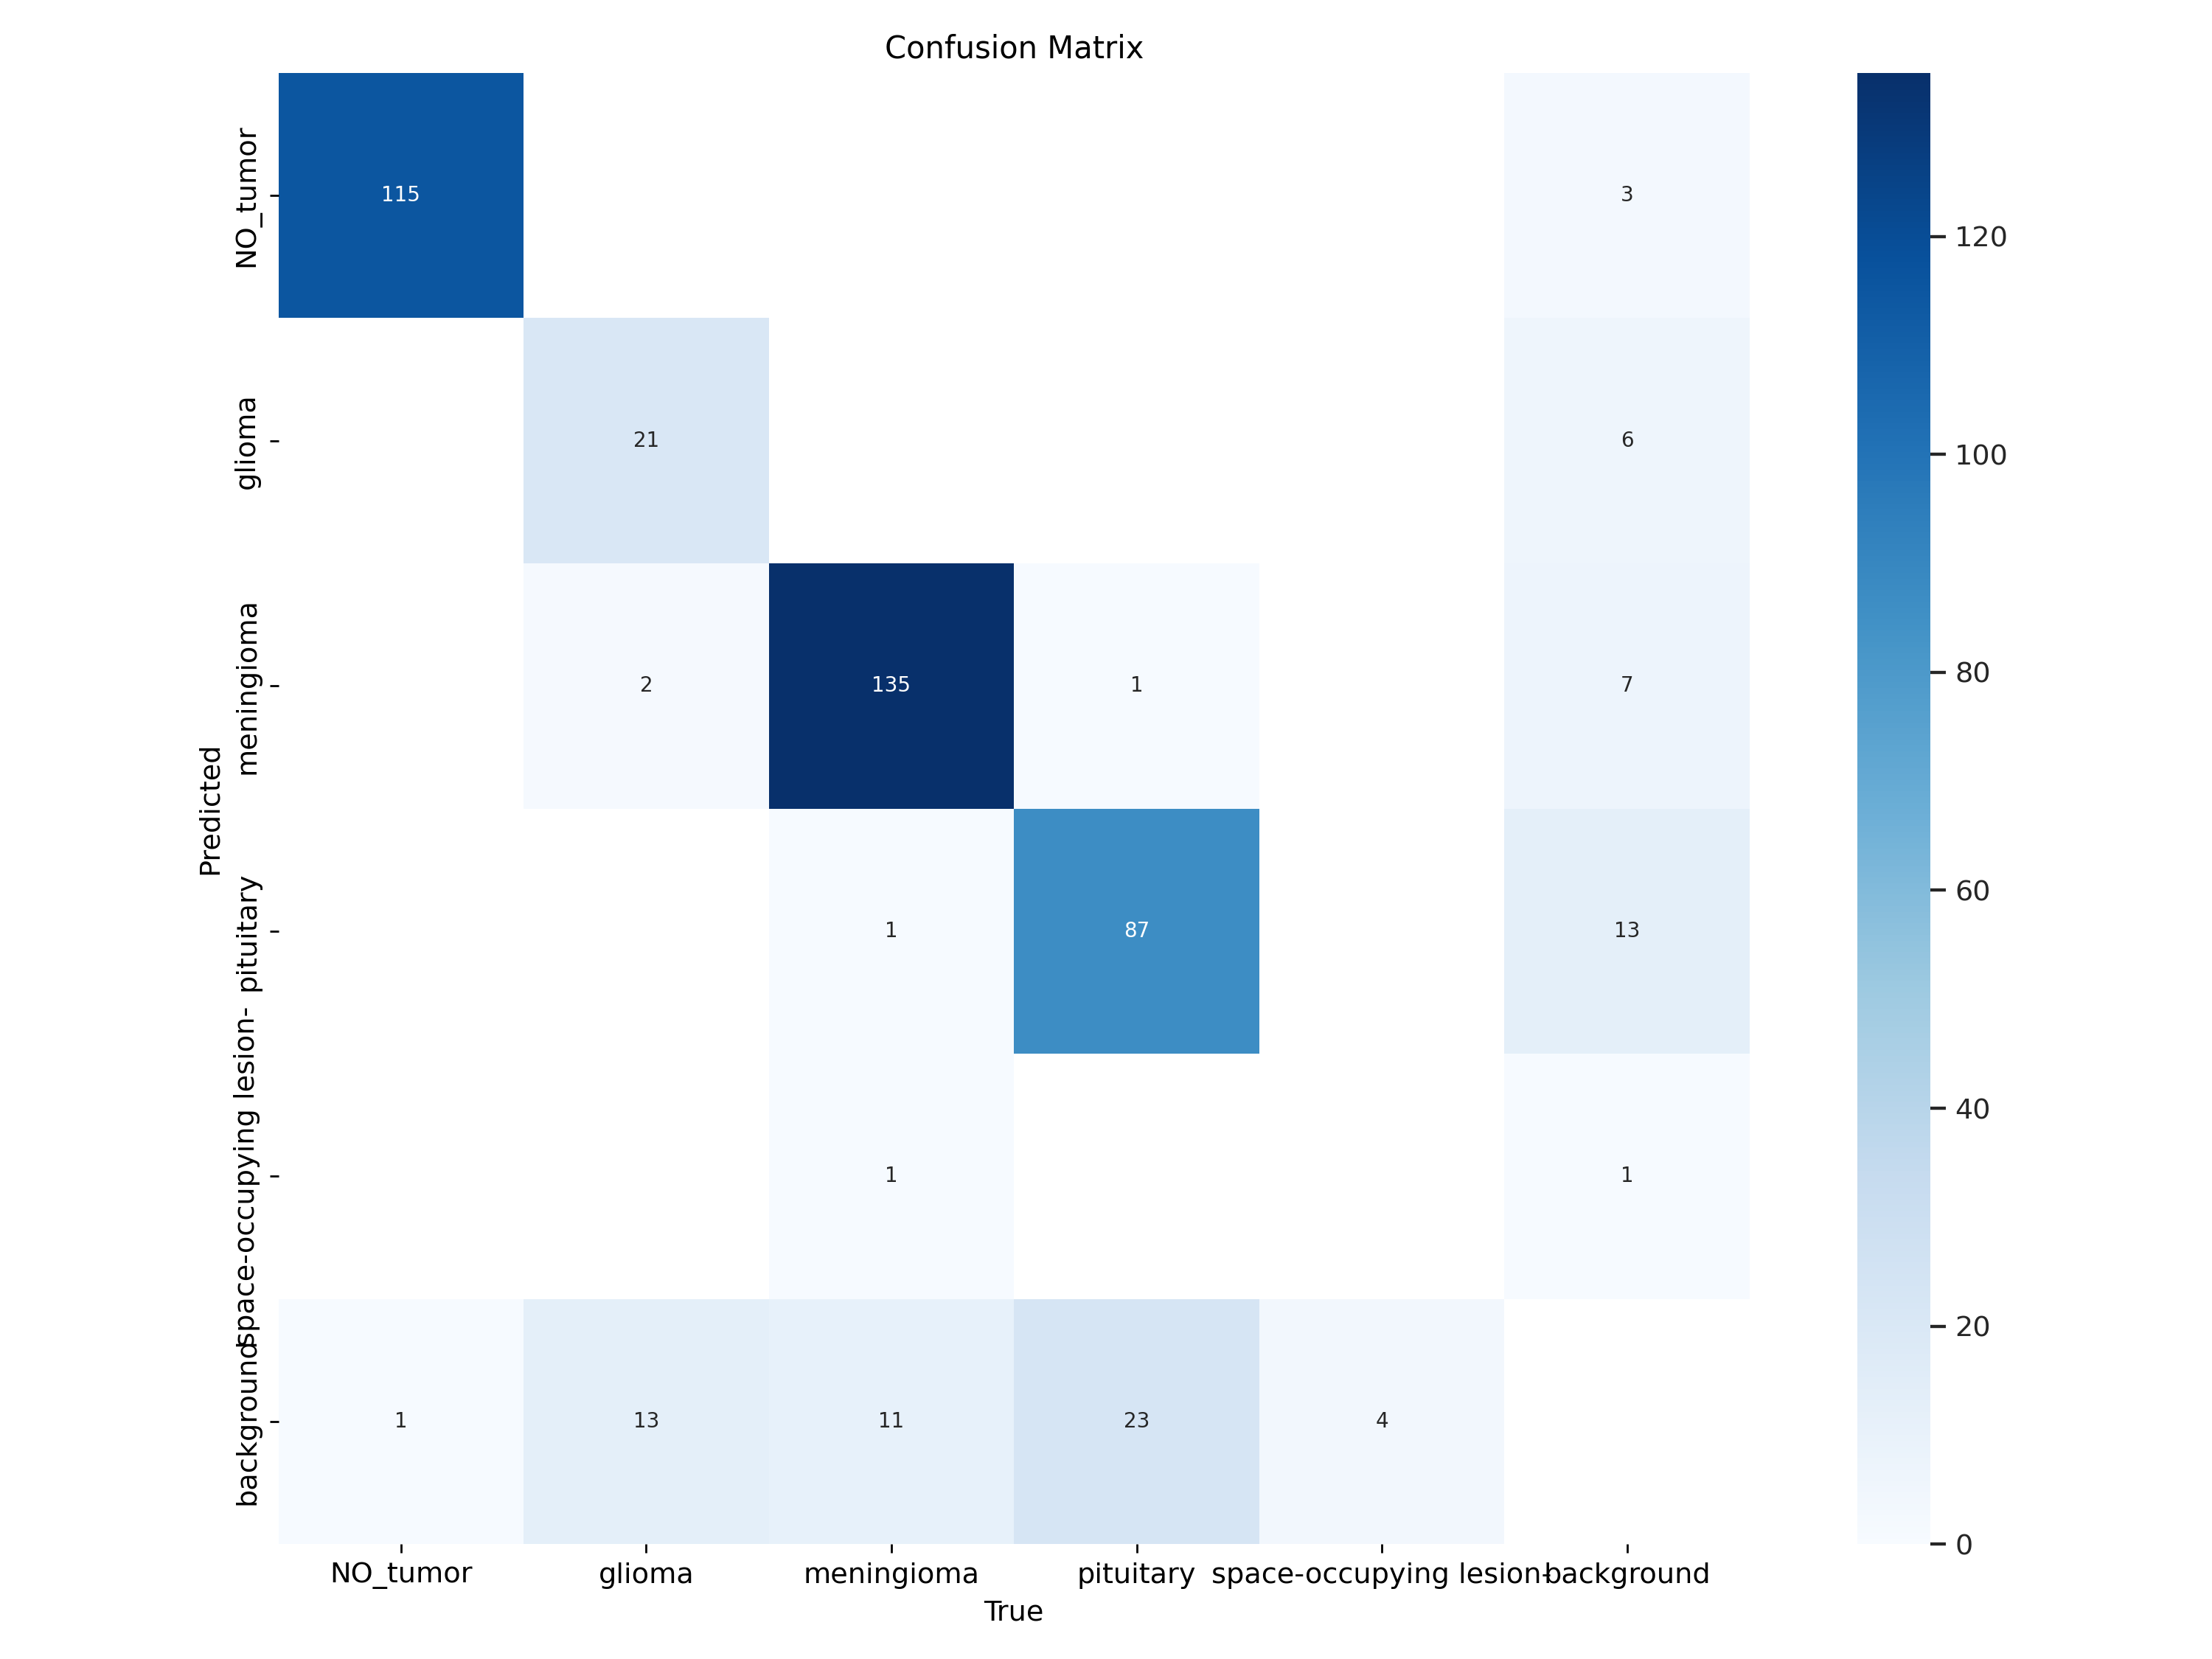 Confusion Matrix
NO_tumor
115
3
glioma
21
6
meningioma
2
135
1
7
pituitary
1
87
13
space-occupying lesion-
1
1
background
1
13
11
23
4
Predicted
NO_tumor
glioma
meningioma
pituitary
space-occupying lesion-
background
True
120
100
80
60
40
20
0